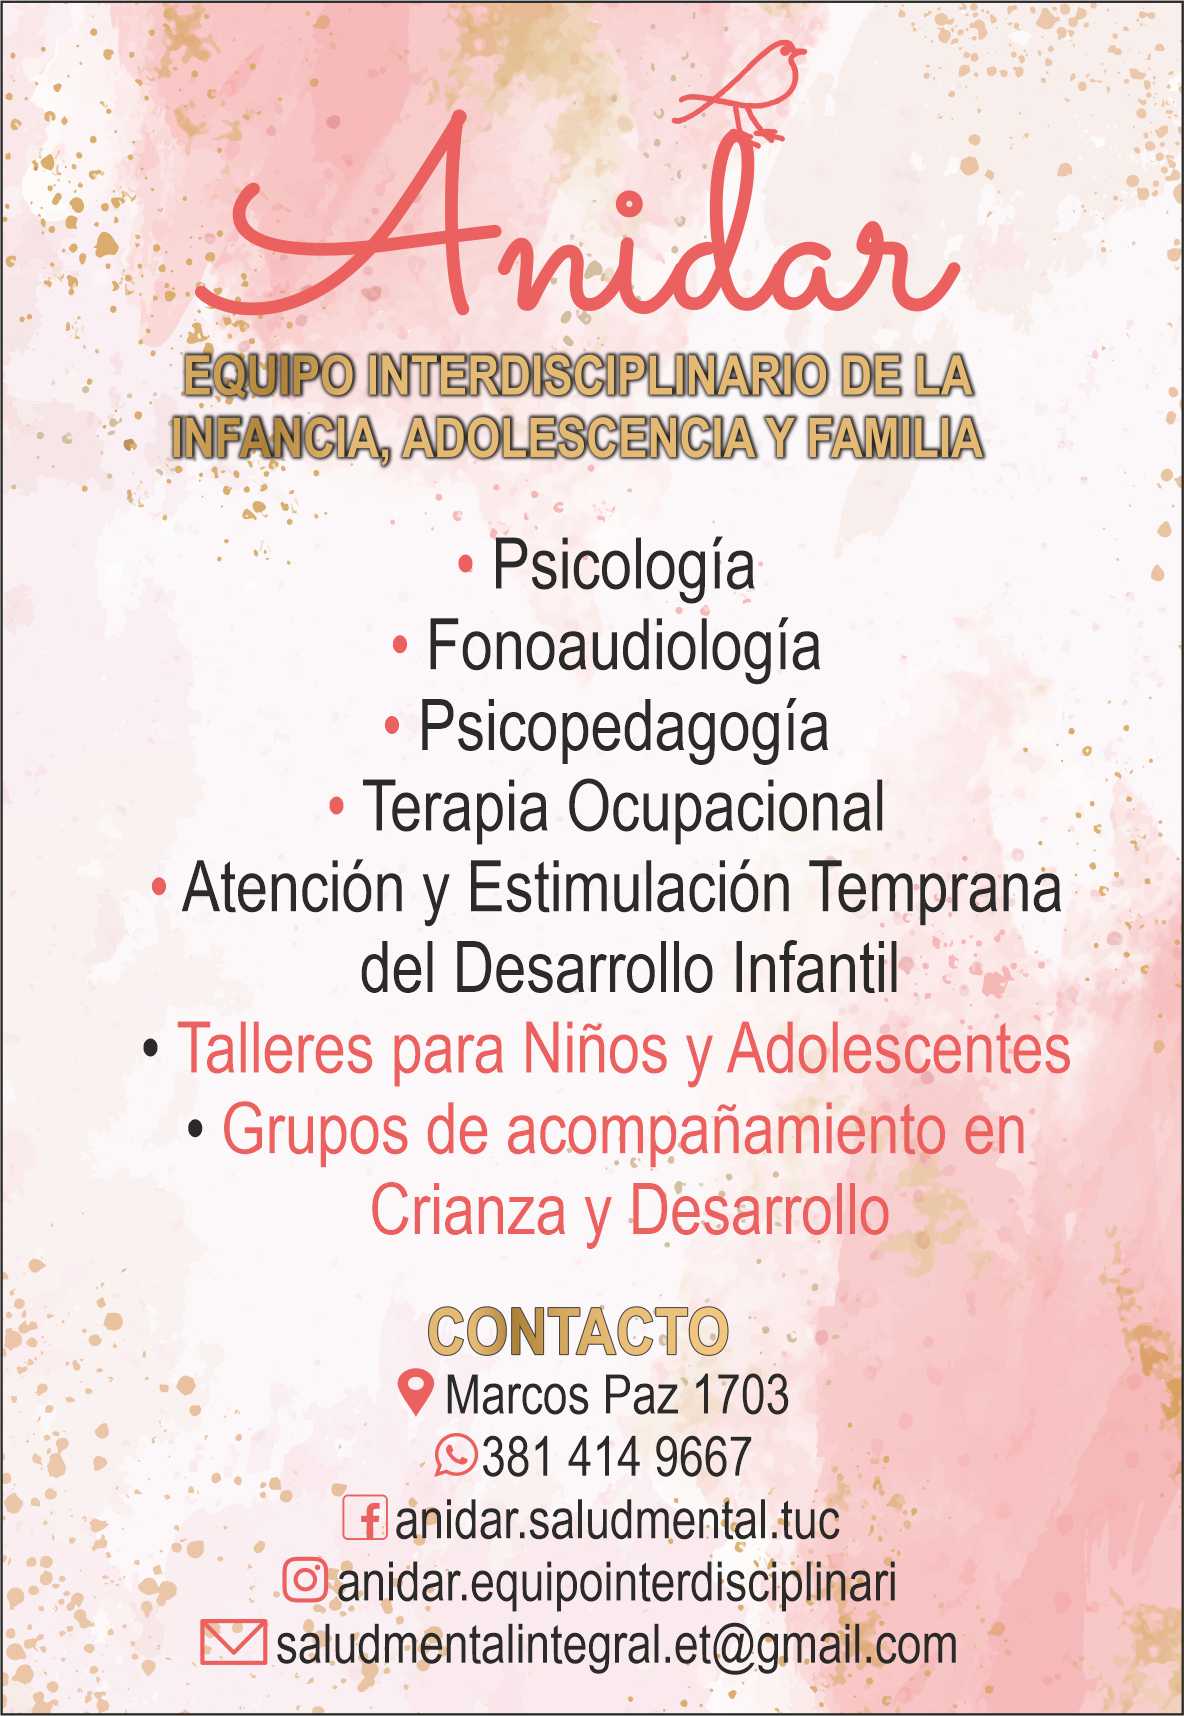 Anidar
EQUIPO INTERDISCIPLINARIO DE LA
INFANCIA, ADOLESCENCIA Y FAMILIA
• Psicología
• Fonoaudiología
• Psicopedagogía
• Terapia Ocupacional
• Atención y Estimulación Temprana
del Desarrollo Infantil
• Talleres para Niños y Adolescentes
• Grupos de acompañamiento en
Crianza y Desarrollo
CONTACTO
Marcos Paz 1703
381 414 9667
anidar.saludmental.tuc
anidar.equipointerdisciplinari
saludmentalintegral.et@gmail.com